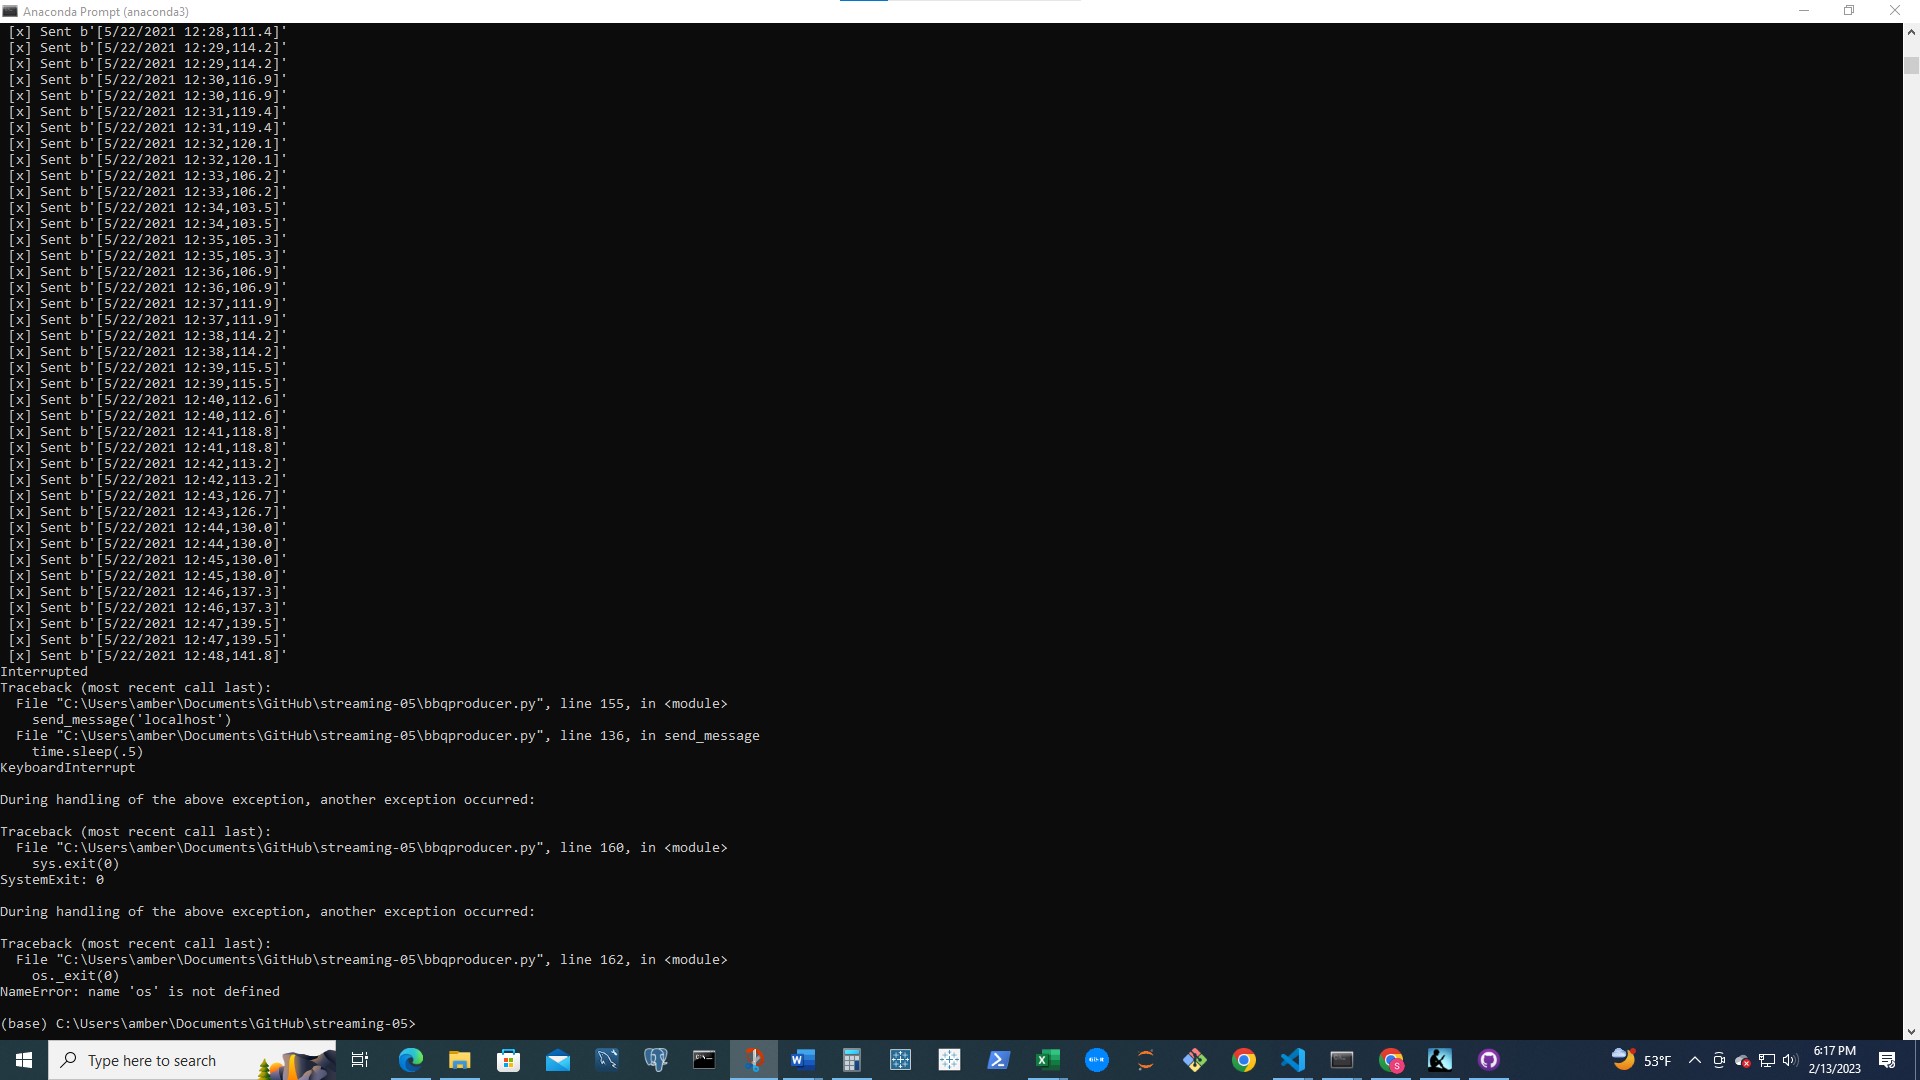 Anaconda Prompt (anaconda3)
[x] Sent b'[5/22/2021 12:28,111.4]'
[x] Sent b'[5/22/2021 12:29,114.2]'
[x] Sent b'[5/22/2021 12:29,114.2]'
[x] Sent b'[5/22/2021 12:30,116.9]'
[x] Sent b'[5/22/2021 12:30,116.9]'
[x] Sent b'[5/22/2021 12:31,119.4]'
[x] Sent b'[5/22/2021 12:31,119.4]'
[x] Sent b'[5/22/2021 12:32,120.1]'
[x] Sent b'[5/22/2021 12:32,120.1]'
[x] Sent b'[5/22/2021 12:33,106.2]'
[x] Sent b'[5/22/2021 12:33,106.2]'
[x] Sent b'[5/22/2021 12:34,103.5]'
[x] Sent b'[5/22/2021 12:34,103.5]'
[x] Sent b'[5/22/2021 12:35,105.3]'
[x] Sent b'[5/22/2021 12:35,105.3]'
[x] Sent b'[5/22/2021 12:36,106.9]'
[x] Sent b'[5/22/2021 12:36,106.9]'
[x] Sent b'[5/22/2021 12:37,111.9]'
[x] Sent b'[5/22/2021 12:37,111.9]'
[x] Sent b'[5/22/2021 12:38,114.2]'
[x] Sent b'[5/22/2021 12:38,114.2]'
[x] Sent b'[5/22/2021 12:39,115.5]'
[x] Sent b'[5/22/2021 12:39,115.5]'
[x] Sent b'[5/22/2021 12:40,112.6]'
[x] Sent b'[5/22/2021 12:40,112.6]'
[x] Sent b'[5/22/2021 12:41,118.8]'
[x] Sent b'[5/22/2021 12:41,118.8]'
[x] Sent b'[5/22/2021 12:42,113.2]'
[x] Sent b'[5/22/2021 12:42,113.2]'
[x] Sent b'[5/22/2021 12:43,126.7]'
[x] Sent b'[5/22/2021 12:43,126.7]'
[x] Sent b'[5/22/2021 12:44,130.0]'
[x] Sent b'[5/22/2021 12:44,130.0]'
[x] Sent b'[5/22/2021 12:45,130.0]'
[x] Sent b'[5/22/2021 12:45,130.0]'
[x] Sent b'[5/22/2021 12:46,137.3]'
[x] Sent b'[5/22/2021 12:46,137.3]'
[x] Sent b'[5/22/2021 12:47,139.5]'
[x] Sent b'[5/22/2021 12:47,139.5]'
[x] Sent b'[5/22/2021 12:48,141.8]'
Interrupted
Traceback (most recent call last):
  File "C:\Users\amber\Documents\GitHub\streaming-05\bbqproducer.py", line 155, in <module>
    send_message('localhost')
  File "C:\Users\amber\Documents\GitHub\streaming-05\bbqproducer.py", line 136, in send_message
    time.sleep(.5)
KeyboardInterrupt
During handling of the above exception, another exception occurred:
Traceback (most recent call last):
  File "C:\Users\amber\Documents\GitHub\streaming-05\bbqproducer.py", line 160, in <module>
    sys.exit(0)
SystemExit: 0
During handling of the above exception, another exception occurred:
Traceback (most recent call last):
  File "C:\Users\amber\Documents\GitHub\streaming-05\bbqproducer.py", line 162, in <module>
    os._exit(0)
NameError: name 'os' is not defined
(base) C:\Users\amber\Documents\GitHub\streaming-05>
Type here to search
53°F
6:17 PM
2/13/2023